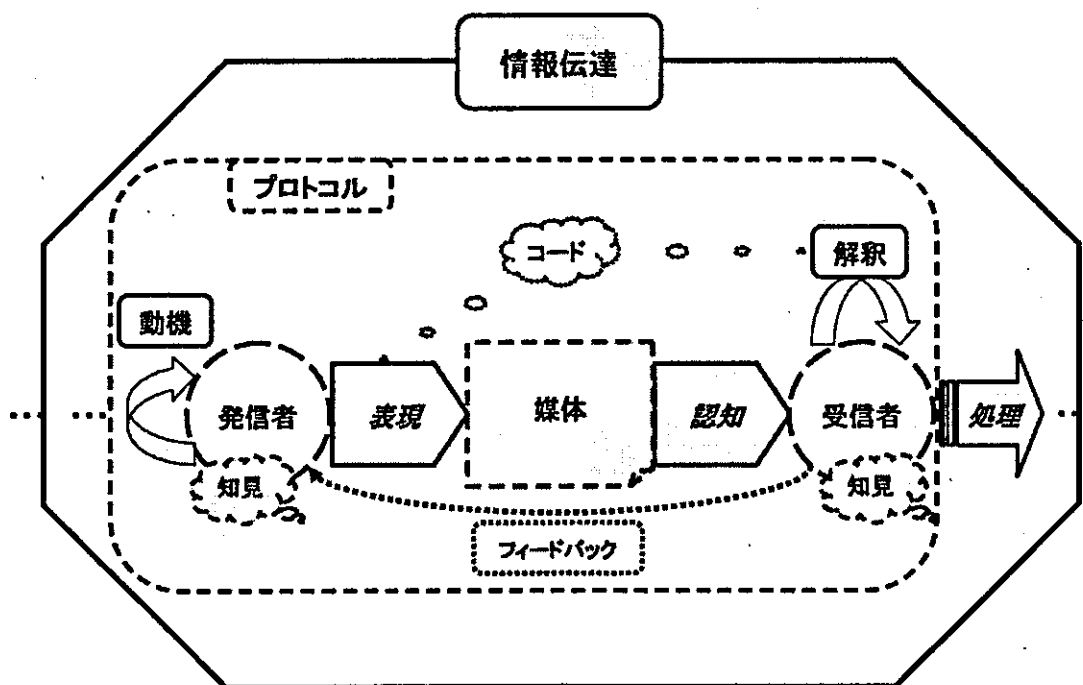 情報伝達
プロトコル
コード
解釈
動機
発信者
表現
媒体
認知
受信者
処理
知見
知見
フィードバック